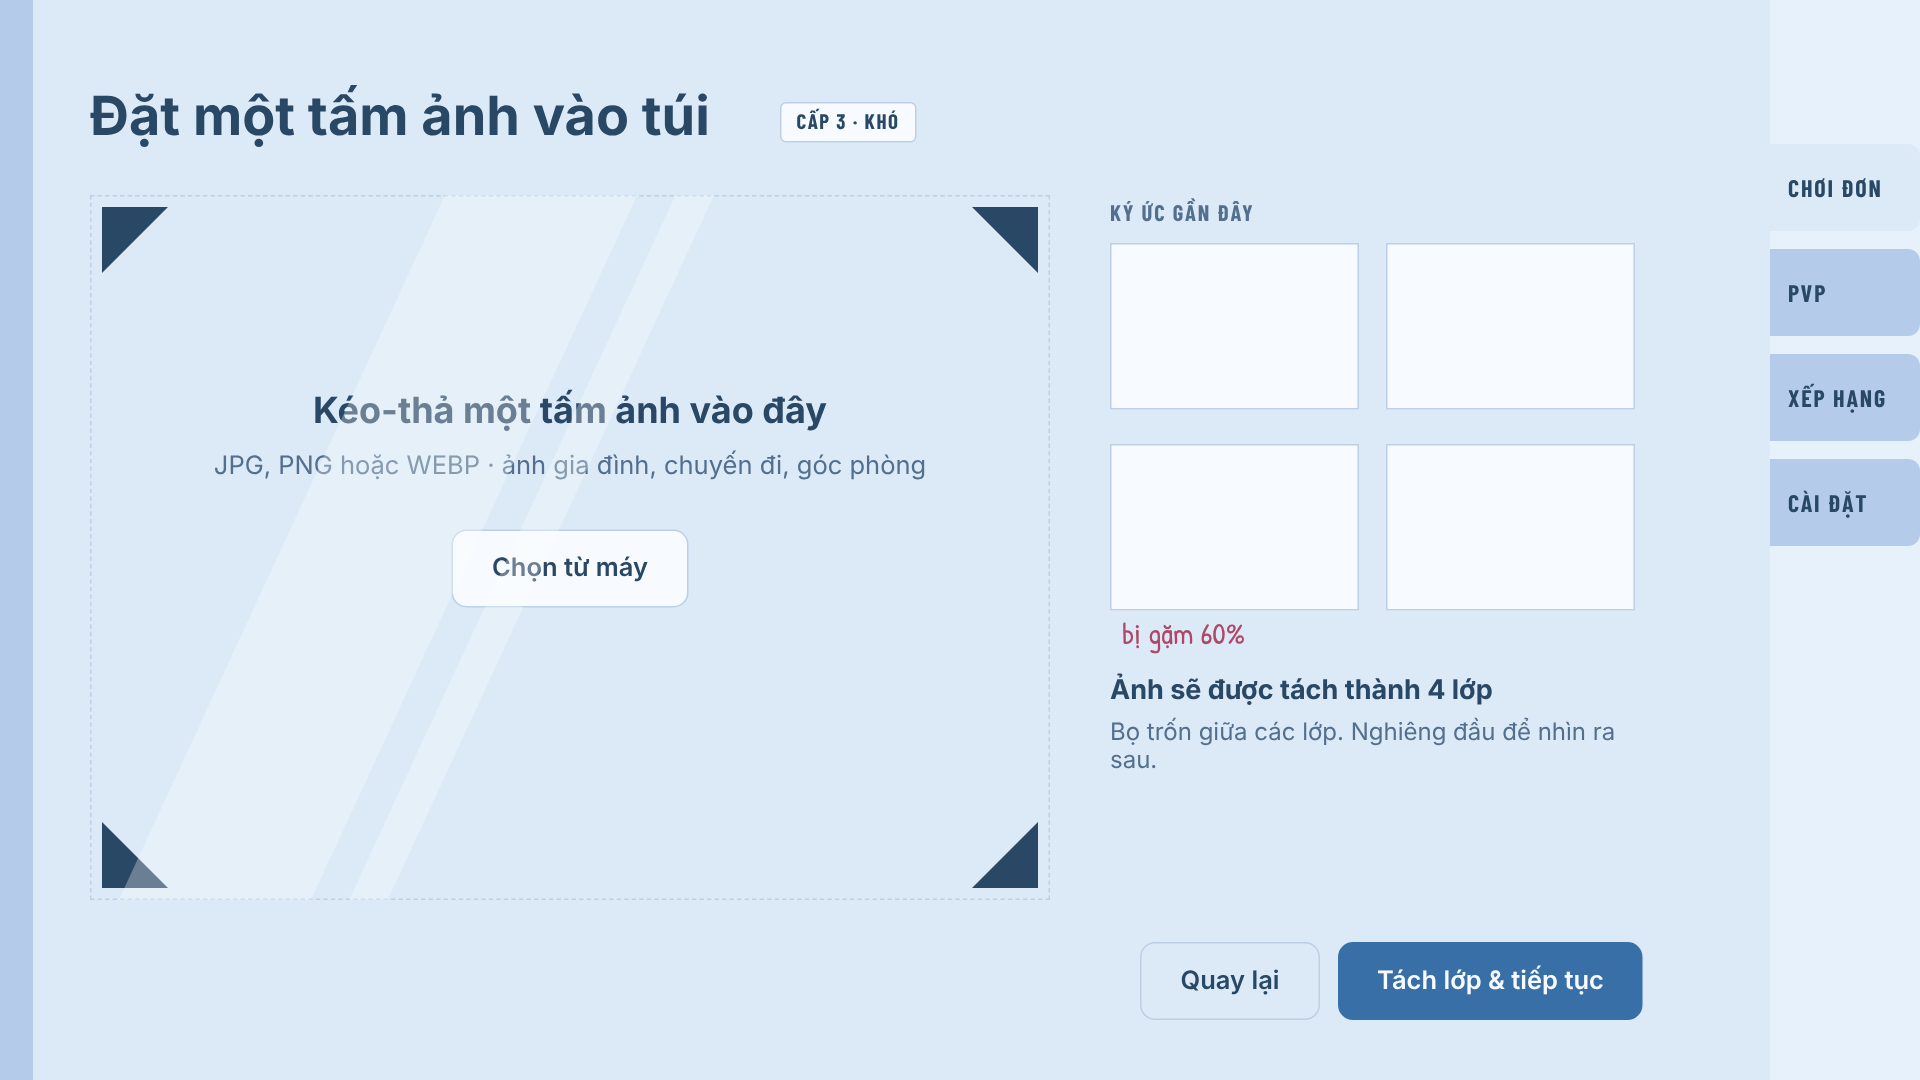 Đặt một tấm ảnh vào túi
CẤP 3 · KHÓ
Kéo-thả một tấm ảnh vào đây
JPG, PNG hoặc WEBP · ảnh gia đình, chuyến đi, góc phòng
Chọn từ máy
KÝ ỨC GẦN ĐÂY
bị gặm 60%
Ảnh sẽ được tách thành 4 lớp
Bọ trốn giữa các lớp. Nghiêng đầu để nhìn ra
sau.
Quay lại
Tách lớp & tiếp tục
CHƠI ĐƠN
PVP
XẾP HẠNG
CÀI ĐẶT